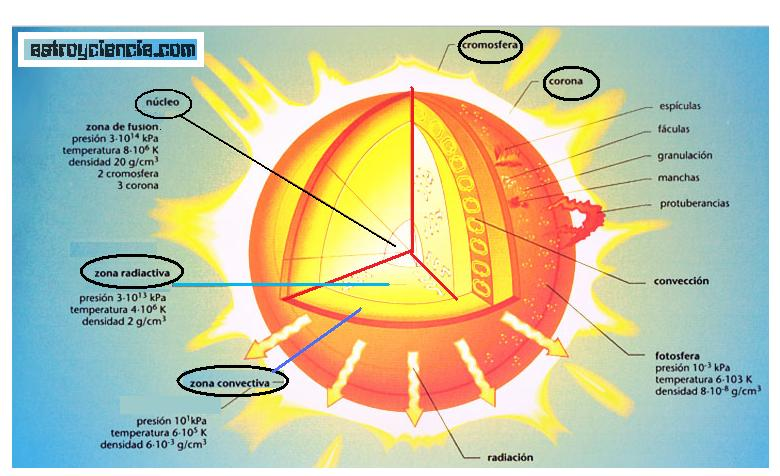 astroyciencia.com
cromosfera
corona
núcleo
zona de fusion.
presión 3·10¹⁴ kPa
temperatura 8·10⁶ K
densidad 20 g/cm³
2 cromosfera
3 corona
espículas
fáculas
granulación
manchas
protuberancias
zona radiactiva
presión 3·10¹³ kPa
temperatura 4·10⁶ K
densidad 2 g/cm³
convección
zona convectiva
presión 10¹ kPa
temperatura 6·10⁵ K
densidad 6·10⁻³ g/cm³
fotosfera
presión 10⁻³ kPa
temperatura 6·103 K
densidad 8·10⁻⁸ g/cm³
radiación